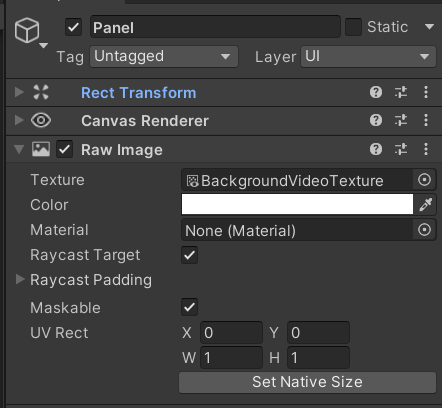 Panel Static
Tag Untagged Layer UI
Rect Transform
Canvas Renderer
Raw Image
Texture BackgroundVideoTexture
Color
Material None (Material)
Raycast Target
Raycast Padding
Maskable
UV Rect X 0 Y 0
W 1 H 1
Set Native Size